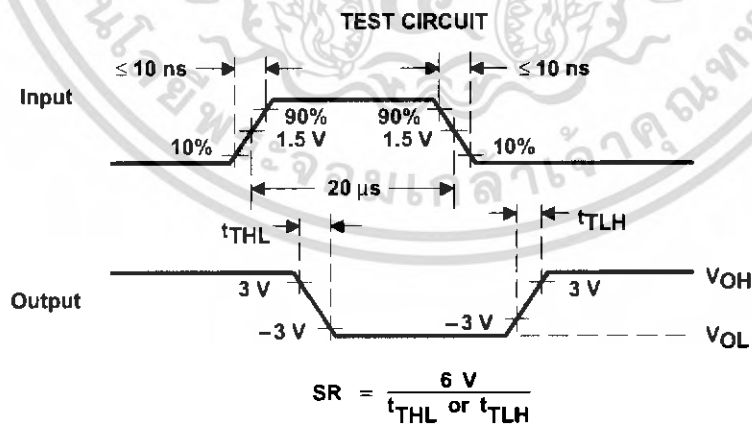 TEST CIRCUIT
≤ 10 ns
≤ 10 ns
Input
90%
90%
1.5 V
1.5 V
10%
10%
20 μs
tTHL
tTLH
Output
3 V
3 V
VOH
–3 V
–3 V
VOL
SR = 6 V / tTHL or tTLH